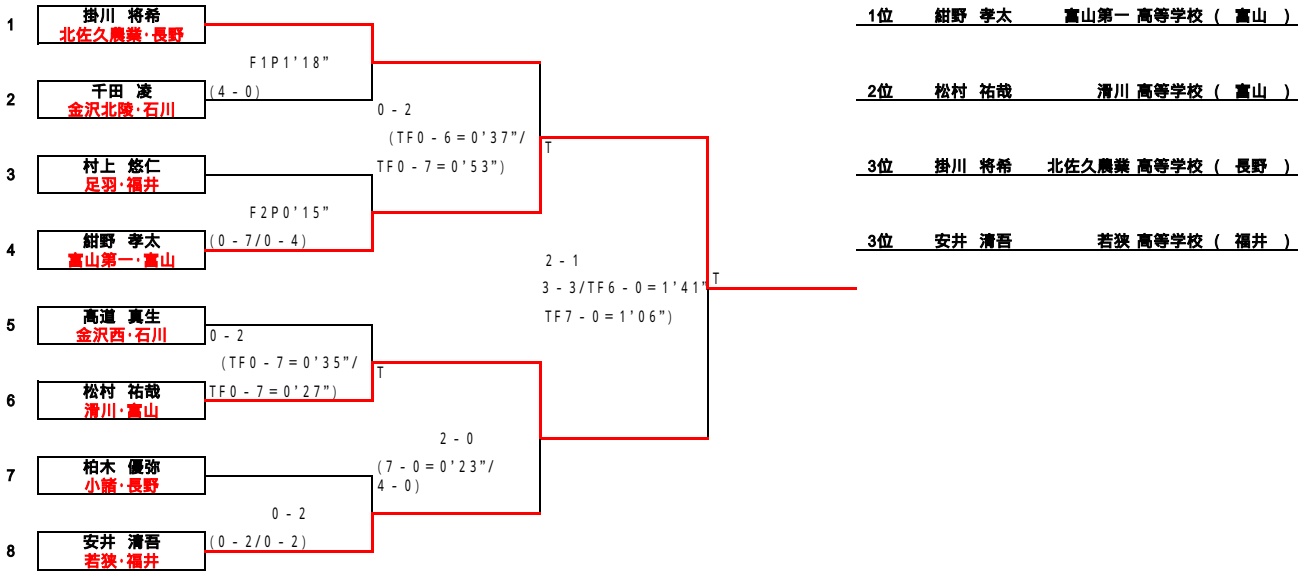 1
掛川 将希
北佐久農業・長野
F1P1'18”
(4-0)
2
千田 凌
金沢北陵・石川
0-2
(TF0-6=0'37”/
TF0-7=0'53”)
T
3
村上 悠仁
足羽・福井
F2P0'15”
(0-7/0-4)
4
紺野 孝太
富山第一・富山
2-1
3-3/TF6-0=1'41”
TF7-0=1'06”)
T
5
高道 真生
金沢西・石川
0-2
(TF0-7=0'35”/
TF0-7=0'27”)
T
6
松村 祐哉
滑川・富山
2-0
(7-0=0'23”/
4-0)
7
柏木 優弥
小諸・長野
0-2
(0-2/0-2)
8
安井 清吾
若狭・福井
1位 紺野 孝太 富山第一 高等学校 ( 富山 )
2位 松村 祐哉 滑川 高等学校 ( 富山 )
3位 掛川 将希 北佐久農業 高等学校 ( 長野 )
3位 安井 清吾 若狭 高等学校 ( 福井 )